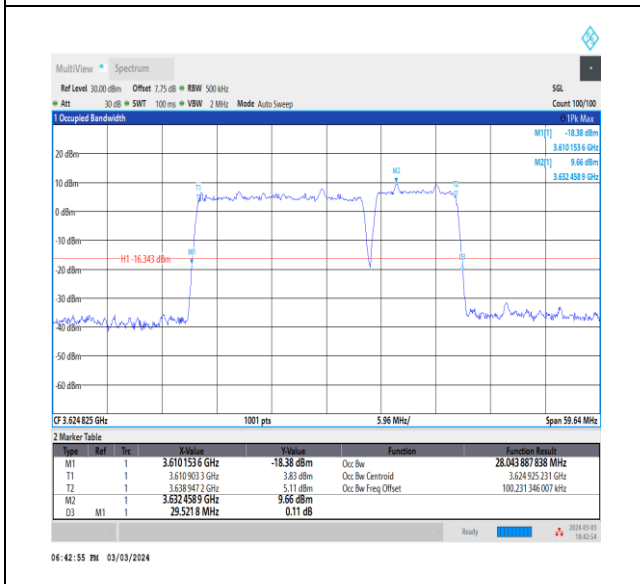 MultiView Spectrum
Ref Level 30.00 dBm Offset 7.75 dB RBW 500 kHz SGL
Att 30 dB SWT 100 ms VBW 2 MHz Mode Auto Sweep Count 100/100
1 Occupied Bandwidth 1Pk Max
M1[1] -18.38 dBm
3.610 153 6 GHz
M2[1] 9.66 dBm
3.632 458 9 GHz
20 dBm
10 dBm
0 dBm
-10 dBm
-20 dBm
-30 dBm
-40 dBm
-50 dBm
-60 dBm
M2
T1
T2
M1
H1 -16.343 dBm
D3
CF 3.624 825 GHz 1001 pts 5.96 MHz/ Span 59.64 MHz
2 Marker Table
Type Ref Trc X-Value Y-Value Function Function Result
M1 1 3.610 153 6 GHz -18.38 dBm Occ Bw 28.043 887 838 MHz
T1 1 3.610 903 3 GHz 3.83 dBm Occ Bw Centroid 3.624 925 231 GHz
T2 1 3.638 947 2 GHz 5.11 dBm Occ Bw Freq Offset 100.231 346 007 kHz
M2 1 3.632 458 9 GHz 9.66 dBm
D3 M1 1 29.521 8 MHz 0.11 dB
Ready 2024-03-03
18:42:54
06:42:55 PM 03/03/2024